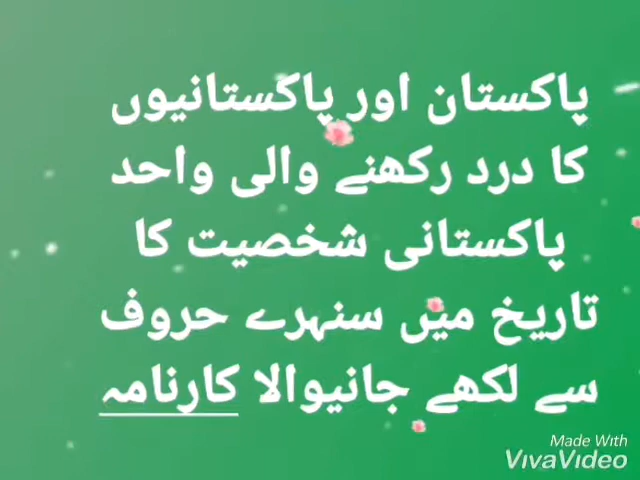 پاکستان اور پاکستانیوں
کا درد رکھنے والی واحد
پاکستانی شخصیت کا
تاریخ میں سنہرے حروف
سے لکھے جانیوالا کارنامہ
Made With
VivaVideo